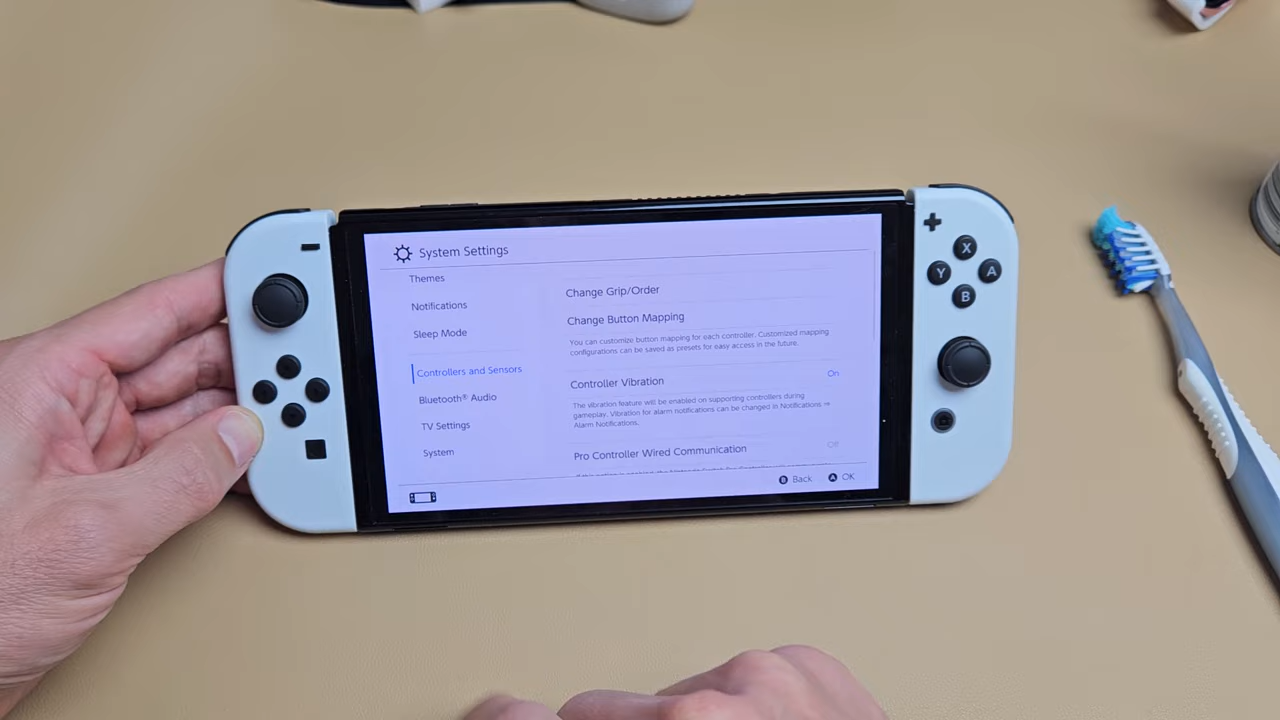 System Settings
Themes
Notifications
Sleep Mode
Controllers and Sensors
Bluetooth® Audio
TV Settings
System
Change Grip/Order
Change Button Mapping
You can customize button mapping for each controller. Customized mapping
configurations can be saved as presets for easy access in the future.
Controller Vibration On
The vibration feature will be enabled on supporting controllers during
gameplay. Vibration for alarm notifications can be changed in Notifications ⇒
Alarm Notifications.
Pro Controller Wired Communication Off
B Back A OK
X
Y A
B